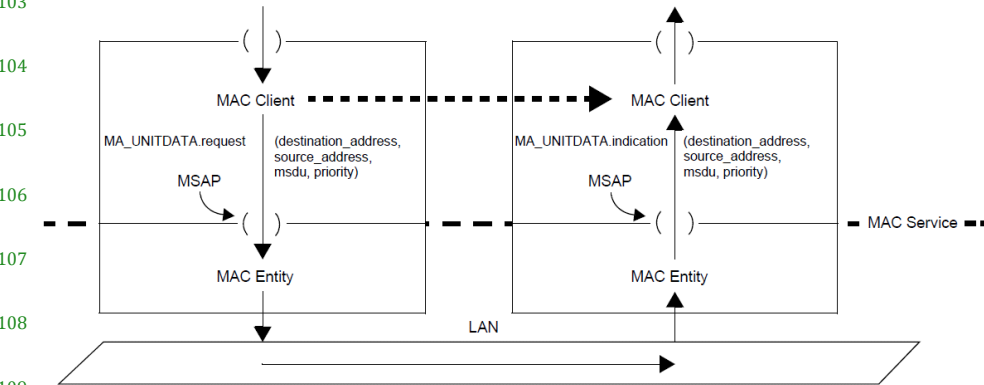 103
104
MAC Client
MAC Client
105
MA_UNITDATA.request
(destination_address,
source_address,
msdu, priority)
MA_UNITDATA.indication
(destination_address,
source_address,
msdu, priority)
106
MSAP
MSAP
MAC Service
107
MAC Entity
MAC Entity
108
LAN
109